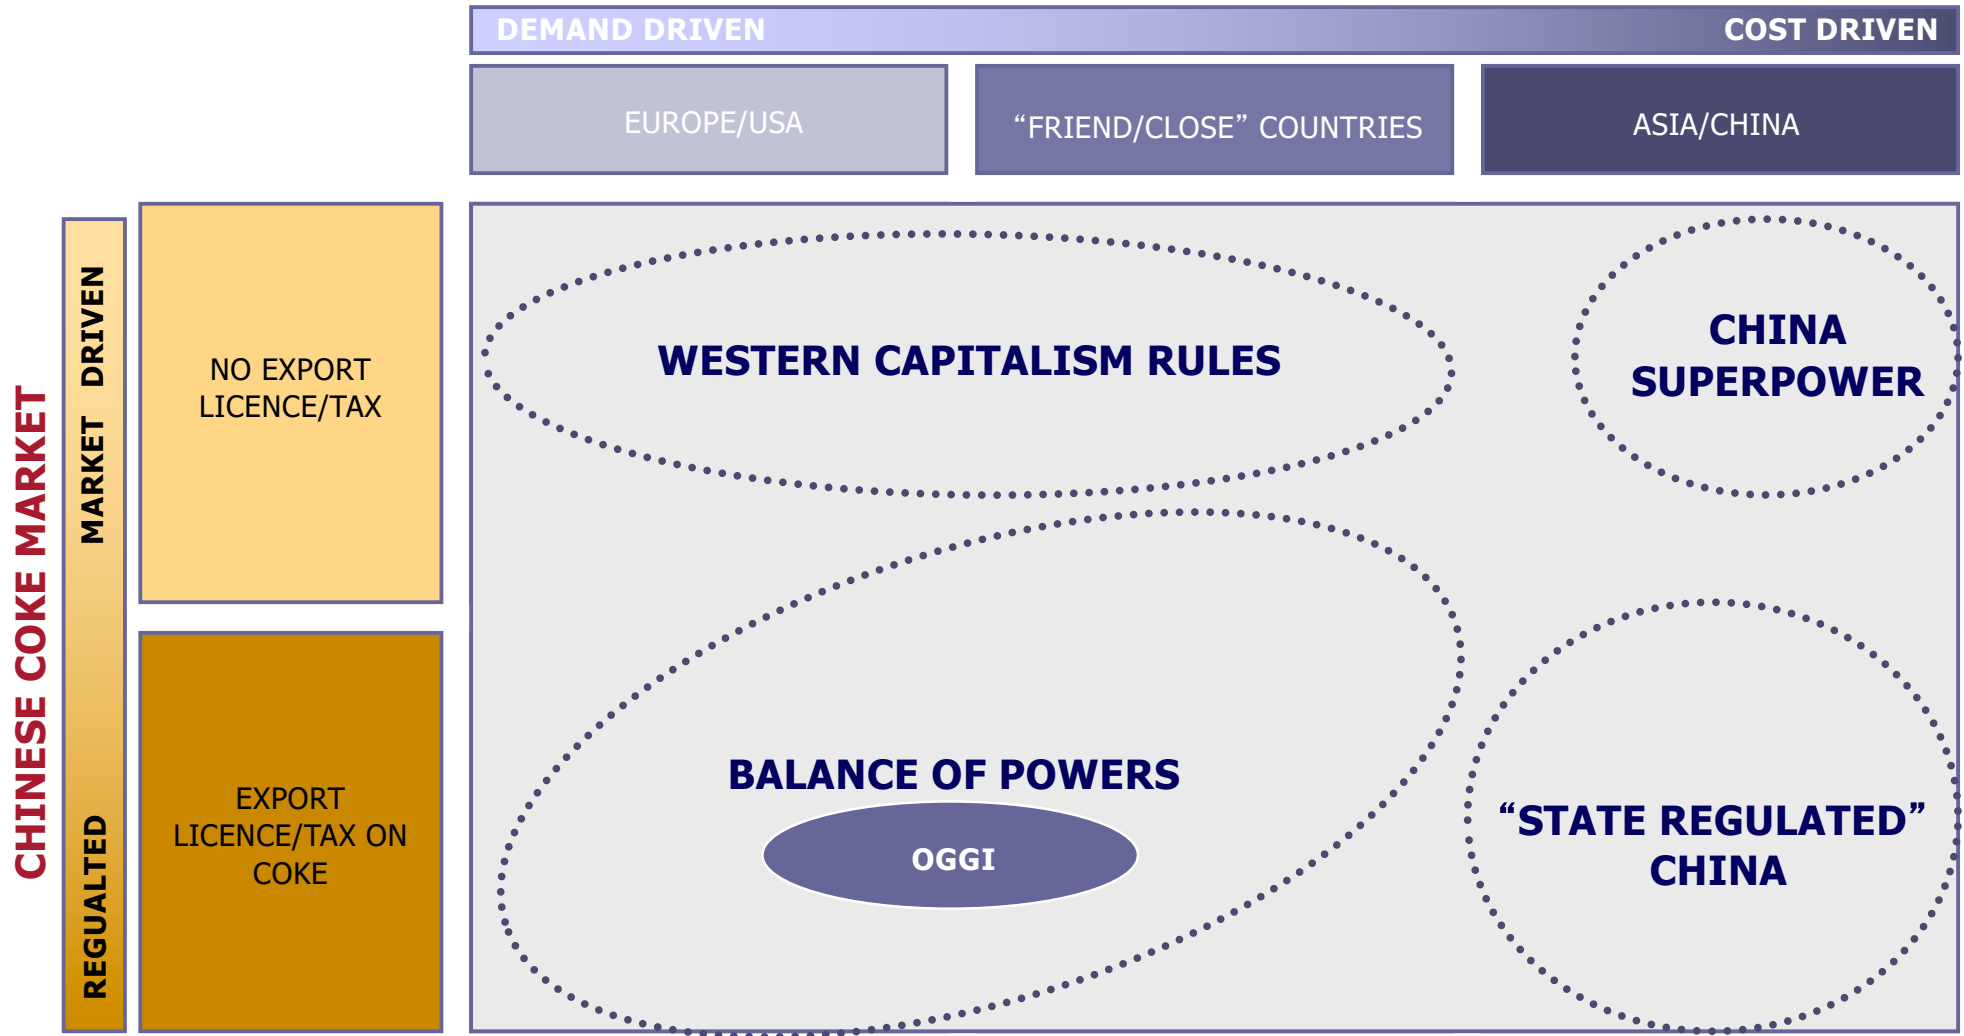 DEMAND DRIVEN
COST DRIVEN
EUROPE/USA
“FRIEND/CLOSE” COUNTRIES
ASIA/CHINA
CHINESE COKE MARKET
MARKET DRIVEN
REGUALTED
NO EXPORT
LICENCE/TAX
EXPORT
LICENCE/TAX ON
COKE
WESTERN CAPITALISM RULES
CHINA
SUPERPOWER
BALANCE OF POWERS
OGGI
“STATE REGULATED”
CHINA